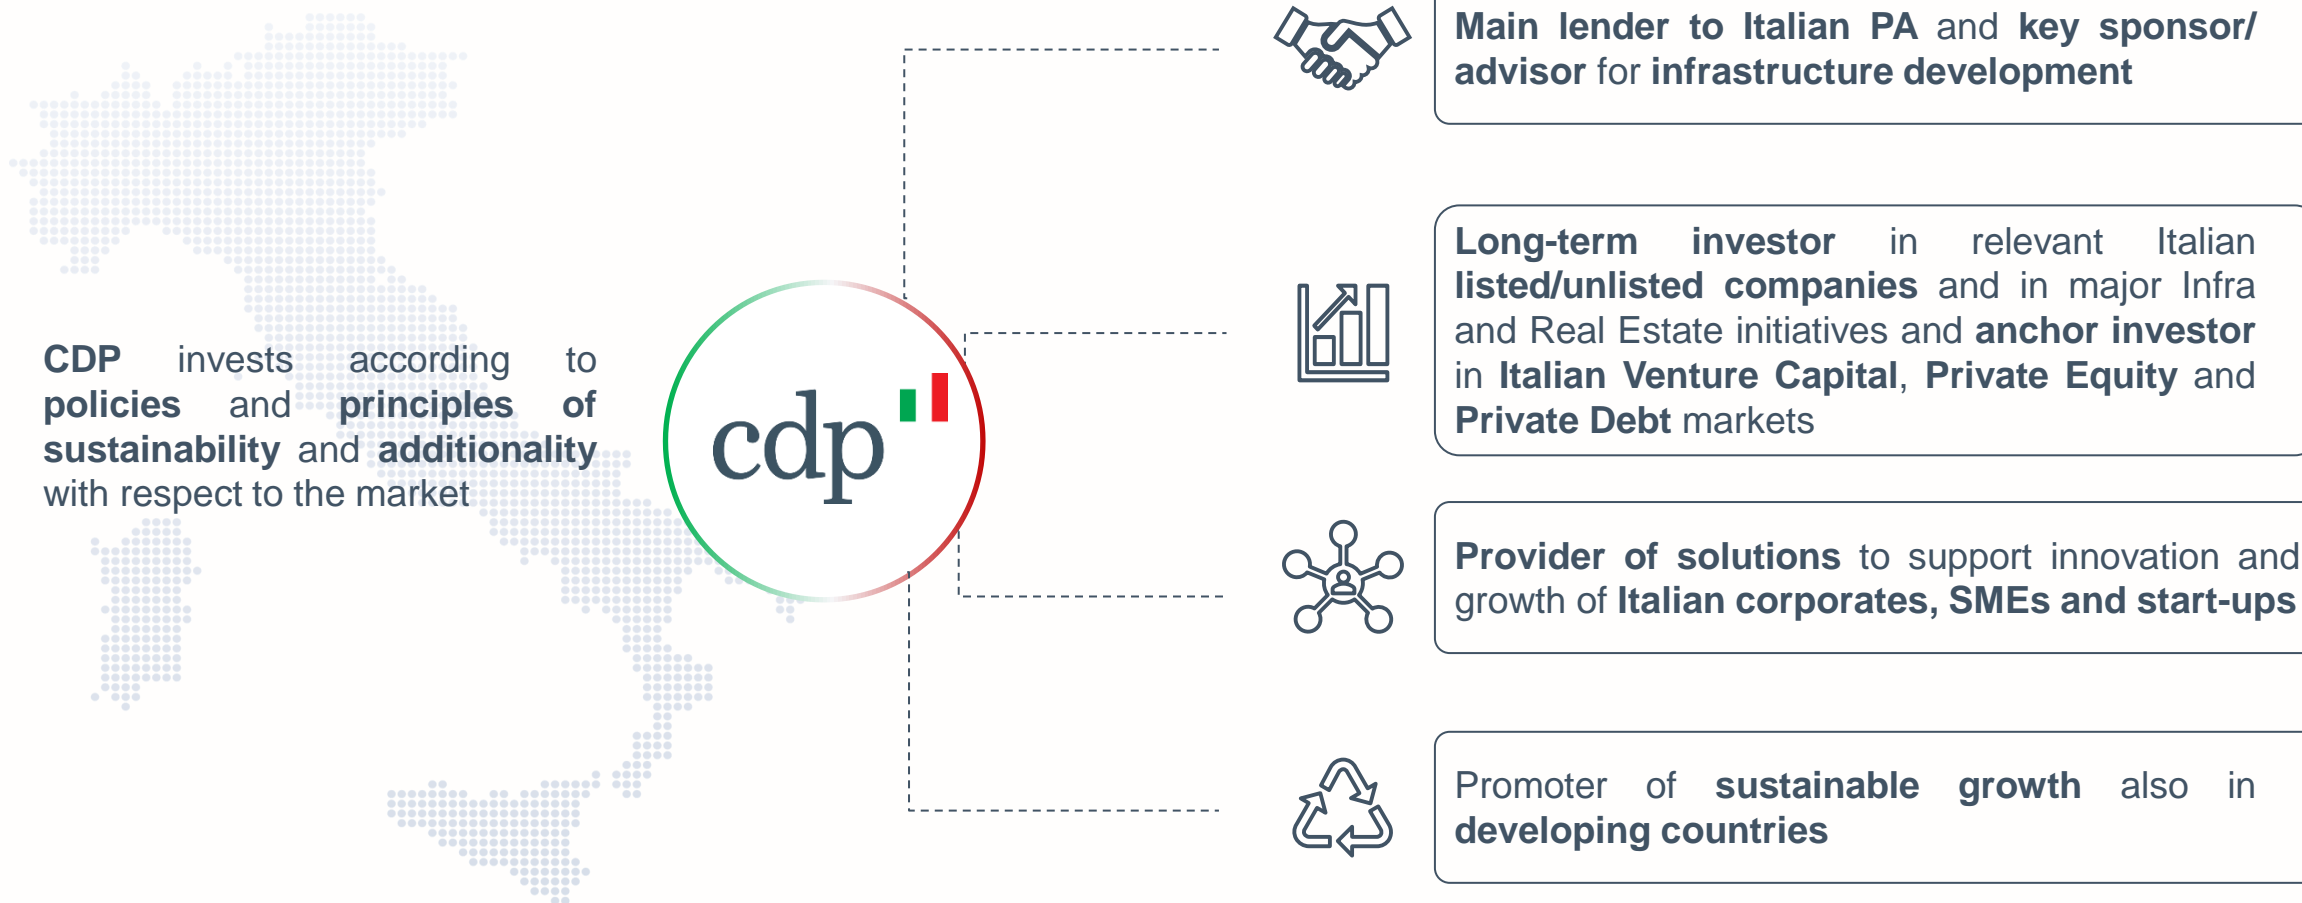 CDP invests according to
policies and principles of
sustainability and additionality
with respect to the market
cdp
Main lender to Italian PA and key sponsor/
advisor for infrastructure development
Long-term investor in relevant Italian
listed/unlisted companies and in major Infra
and Real Estate initiatives and anchor investor
in Italian Venture Capital, Private Equity and
Private Debt markets
Provider of solutions to support innovation and
growth of Italian corporates, SMEs and start-ups
Promoter of sustainable growth also in
developing countries